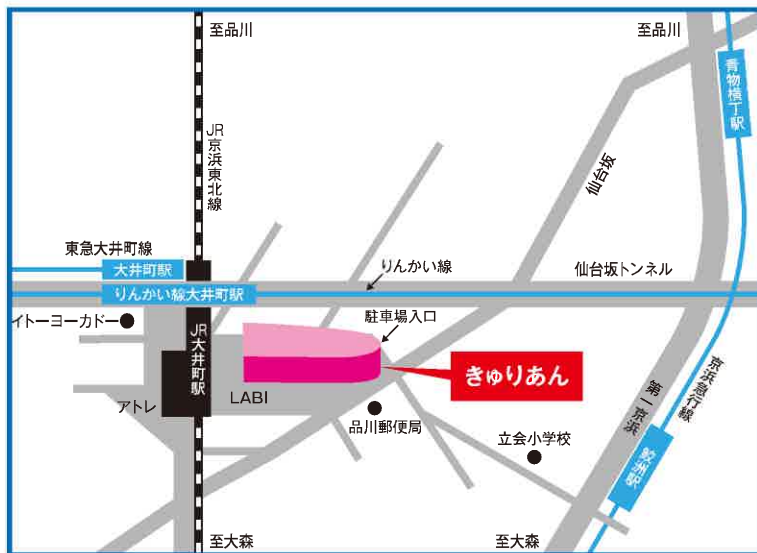 至品川
至品川
青物横丁駅
JR京浜東北線
仙台坂
東急大井町線
大井町駅
りんかい線
仙台坂トンネル
りんかい線大井町駅
イトーヨーカドー
駐車場入口
JR大井町駅
きゅりあん
アトレ
LABI
品川郵便局
立会小学校
第一京浜
京浜急行線
鮫洲駅
至大森
至大森